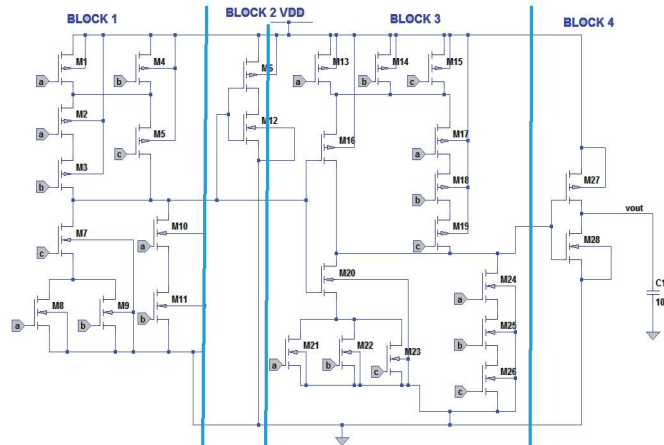 BLOCK 1
BLOCK 2 VDD
BLOCK 3
BLOCK 4
M1
M4
M6
M13
M14
M15
a
b
a
b
c
M2
M5
M12
M16
M17
a
c
a
M3
M18
b
b
M27
M7
M10
M19
c
a
c
vout
M28
M8
M9
M11
M20
M24
C1
10
a
b
b
a
M21
M22
M23
M25
a
b
c
b
M26
c